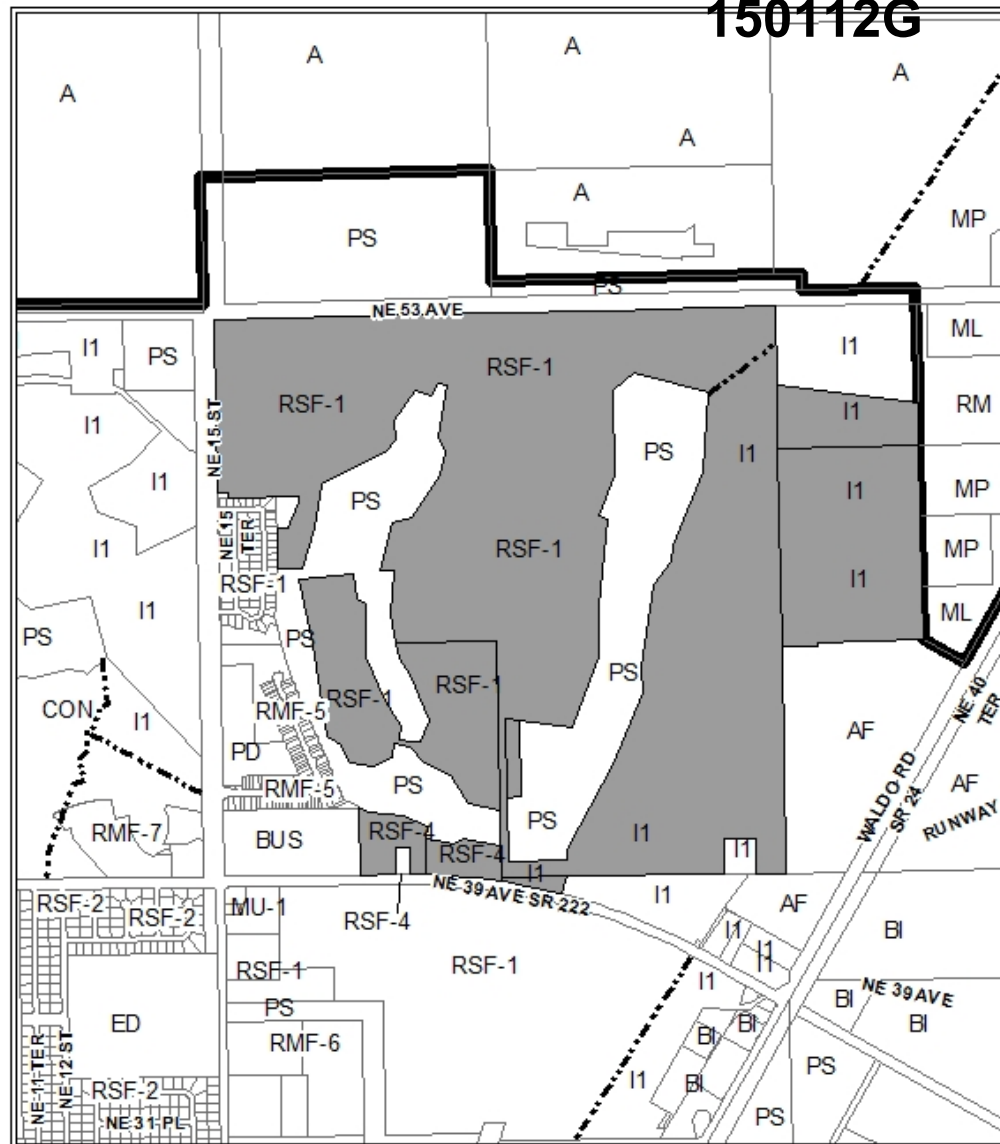 150112G
A
A
A
A
A
A
MP
PS
PS
NE 53 AVE
I1
PS
I1
ML
RSF-1
RSF-1
I1
RM
I1
NE 15 ST
PS
I1
I1
PS
I1
MP
I1
NE 15 TER
RSF-1
MP
I1
RSF-1
I1
ML
PS
PS
PS
RSF-1
RSF-1
NE 40 TER
CON
I1
RMF-5
AF
PD
WALDO RD
SR 24
AF
RUNWAY
PS
RMF-5
PS
RMF-7
BUS
RSF-4
RSF-4
I1
I1
I1
NE 39 AVE SR 222
RSF-2
RSF-2
MU-1
RSF-4
I1
AF
I1
I1
I1
BI
RSF-1
RSF-1
I1
NE 39 AVE
BI
BI
PS
ED
BI
BI
RMF-6
NE 11 TER
NE 12 ST
RSF-2
I1
BI
PS
NE 31 PL
PS